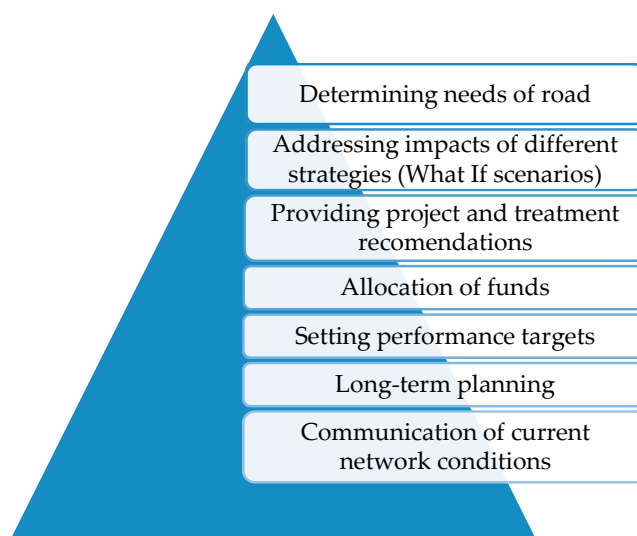 Determining needs of road
Addressing impacts of different
strategies (What If scenarios)
Providing project and treatment
recomendations
Allocation of funds
Setting performance targets
Long-term planning
Communication of current
network conditions